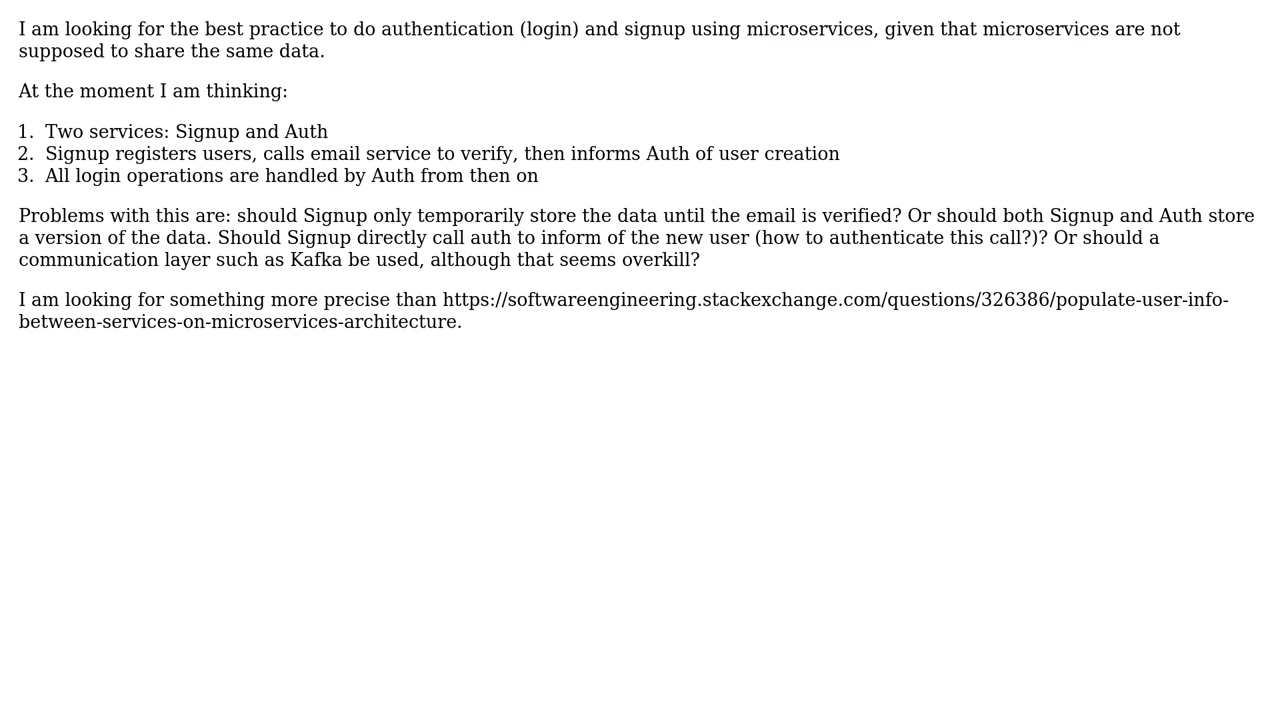 I am looking for the best practice to do authentication (login) and signup using microservices, given that microservices are not
supposed to share the same data.
At the moment I am thinking:
1. Two services: Signup and Auth
2. Signup registers users, calls email service to verify, then informs Auth of user creation
3. All login operations are handled by Auth from then on
Problems with this are: should Signup only temporarily store the data until the email is verified? Or should both Signup and Auth store
a version of the data. Should Signup directly call auth to inform of the new user (how to authenticate this call?)? Or should a
communication layer such as Kafka be used, although that seems overkill?
I am looking for something more precise than https://softwareengineering.stackexchange.com/questions/326386/populate-user-info-
between-services-on-microservices-architecture.